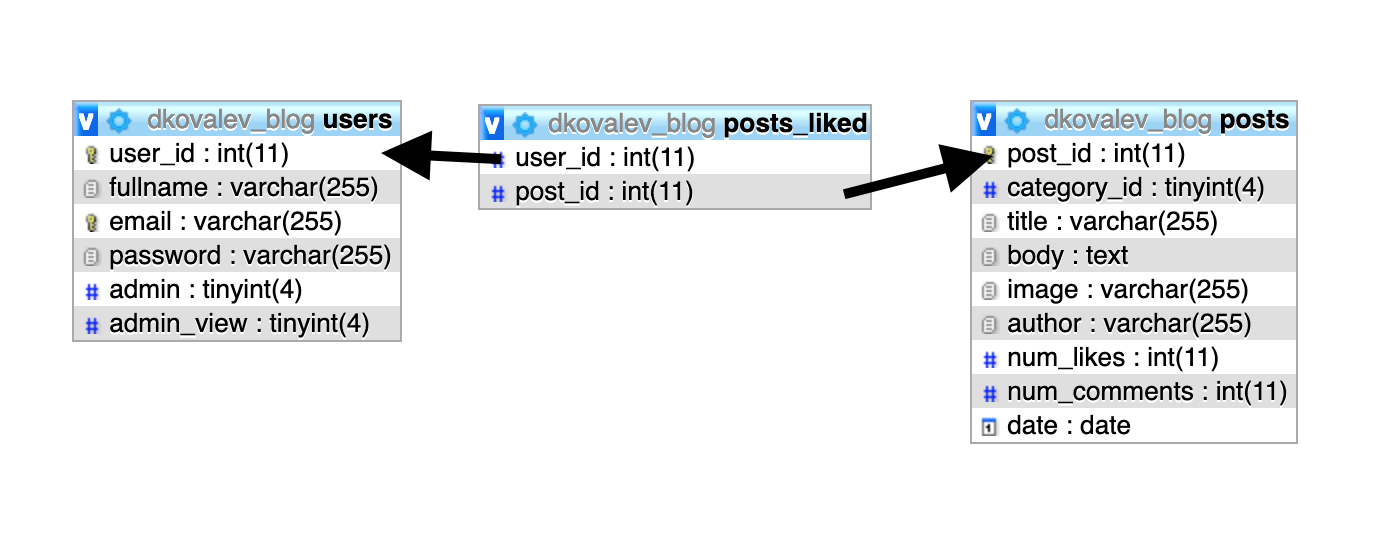 dkovalev_blog users
user_id : int(11)
fullname : varchar(255)
email : varchar(255)
password : varchar(255)
admin : tinyint(4)
admin_view : tinyint(4)
dkovalev_blog posts_liked
user_id : int(11)
post_id : int(11)
dkovalev_blog posts
post_id : int(11)
category_id : tinyint(4)
title : varchar(255)
body : text
image : varchar(255)
author : varchar(255)
num_likes : int(11)
num_comments : int(11)
date : date